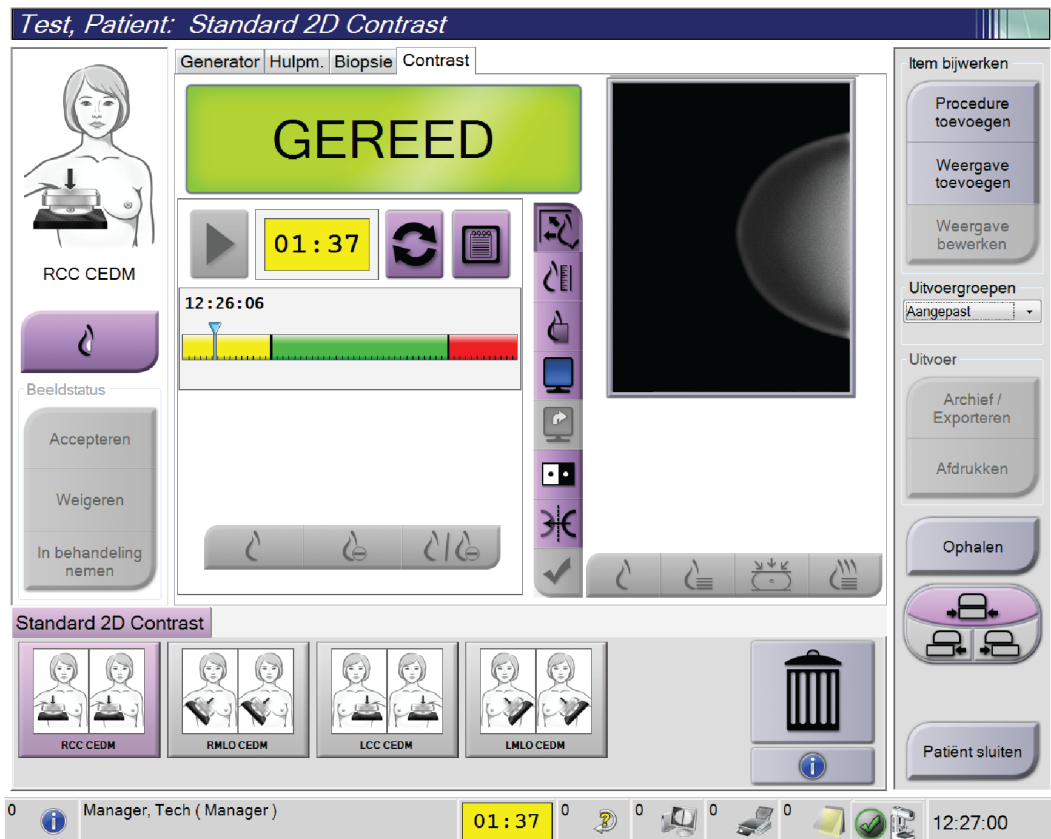 Test, Patient: Standard 2D Contrast
Generator Hulpm. Biopsie Contrast
GEREED
RCC CEDM
01:37
12:26:06
Beeldstatus
Accepteren
Weigeren
In behandeling
nemen
Item bijwerken
Procedure
toevoegen
Weergave
toevoegen
Weergave
bewerken
Uitvoergroepen
Aangepast
Uitvoer
Archief /
Exporteren
Afdrukken
Ophalen
Patiënt sluiten
Standard 2D Contrast
RCC CEDM
RMLO CEDM
LCC CEDM
LMLO CEDM
0 Manager, Tech ( Manager ) 01:37 0 0 0 0 12:27:00